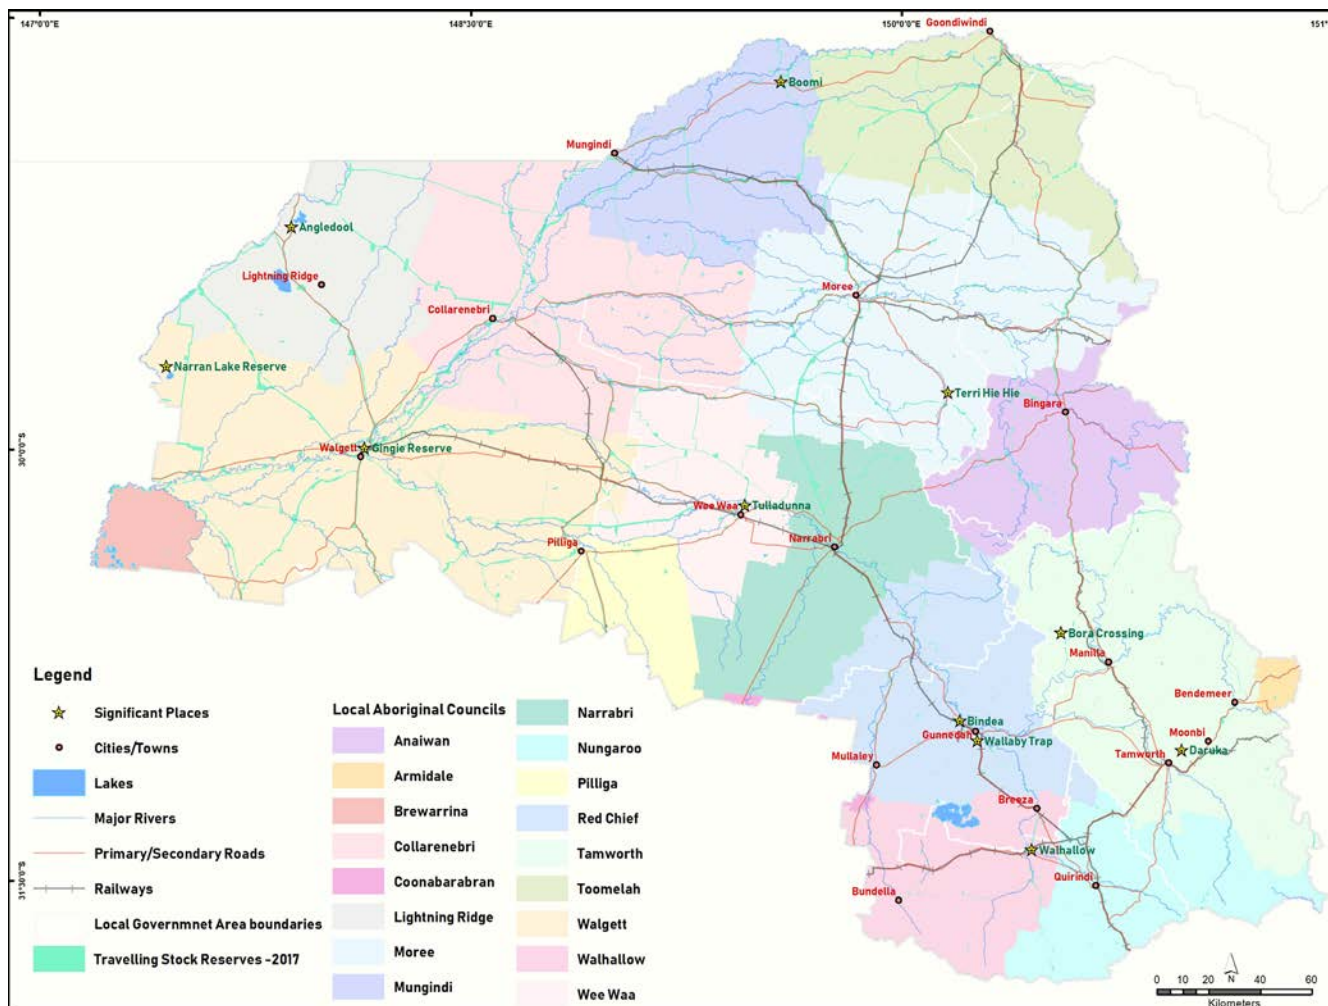 147°0'0"E
148°30'0"E
150°0'0"E
151°
Goondiwindi
Boomi
Mungindi
Angledool
Lightning Ridge
Moree
Collarenebri
Narran Lake Reserve
Terri Hie Hie
Bingara
30°0'0"S
Walgett
Gingie Reserve
Wee Waa
Tulladunna
Narrabri
Pilliga
Bora Crossing
Manilla
Bendemeer
Bindea
Gunnedah
Wallaby Trap
Moonbi
Daruka
Tamworth
Mullaley
Breeza
Walhallow
Quirindi
Bundella
31°30'0"S
Legend
Significant Places
Cities/Towns
Lakes
Major Rivers
Primary/Secondary Roads
Railways
Local Governmnet Area boundaries
Travelling Stock Reserves -2017
Local Aboriginal Councils
Anaiwan
Armidale
Brewarrina
Collarenebri
Coonabarabran
Lightning Ridge
Moree
Mungindi
Narrabri
Nungaroo
Pilliga
Red Chief
Tamworth
Toomelah
Walgett
Walhallow
Wee Waa
N
0 5 10 20 40 60
Kilometers